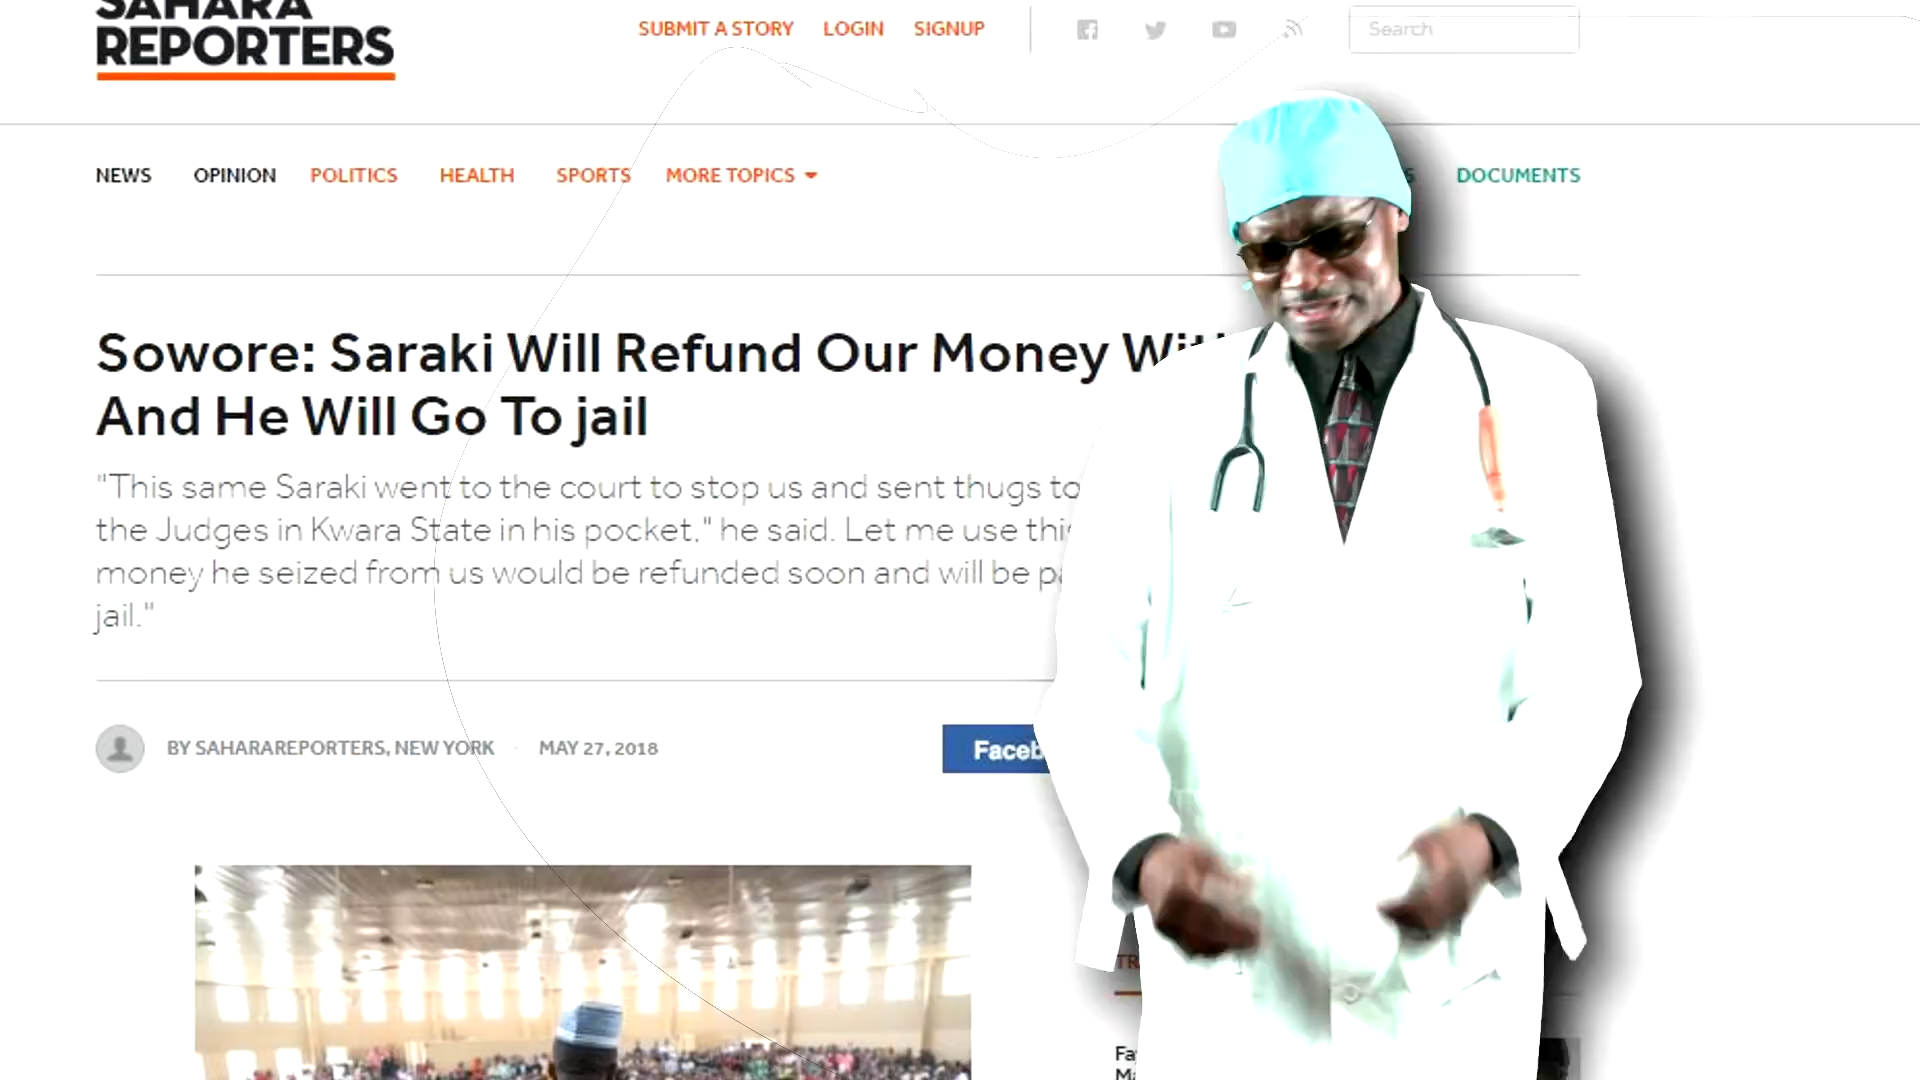 SAHARA
REPORTERS
SUBMIT A STORY LOGIN SIGNUP Search
NEWS OPINION POLITICS HEALTH SPORTS MORE TOPICS DOCUMENTS
Sowore: Saraki Will Refund Our Money
And He Will Go To jail
"This same Saraki went to the court to stop us and sent thugs to
the Judges in Kwara State in his pocket," he said. Let me use this
money he seized from us would be refunded soon and will be
jail."
BY SAHARAREPORTERS, NEW YORK · MAY 27, 2018
Faceb